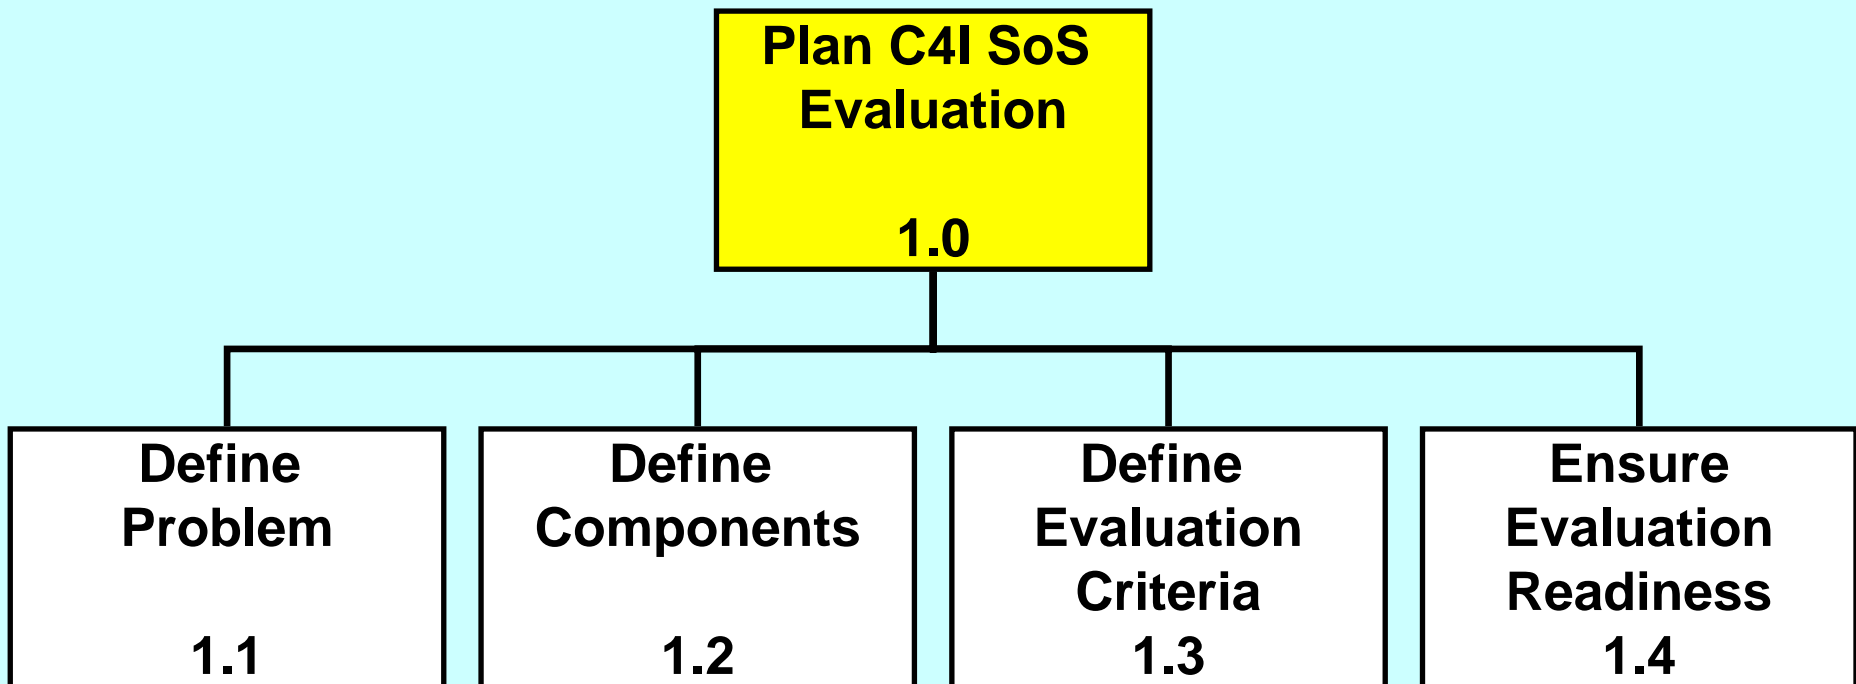 Plan C4I SoS
Evaluation
1.0
Define
Problem
1.1
Define
Components
1.2
Define
Evaluation
Criteria
1.3
Ensure
Evaluation
Readiness
1.4